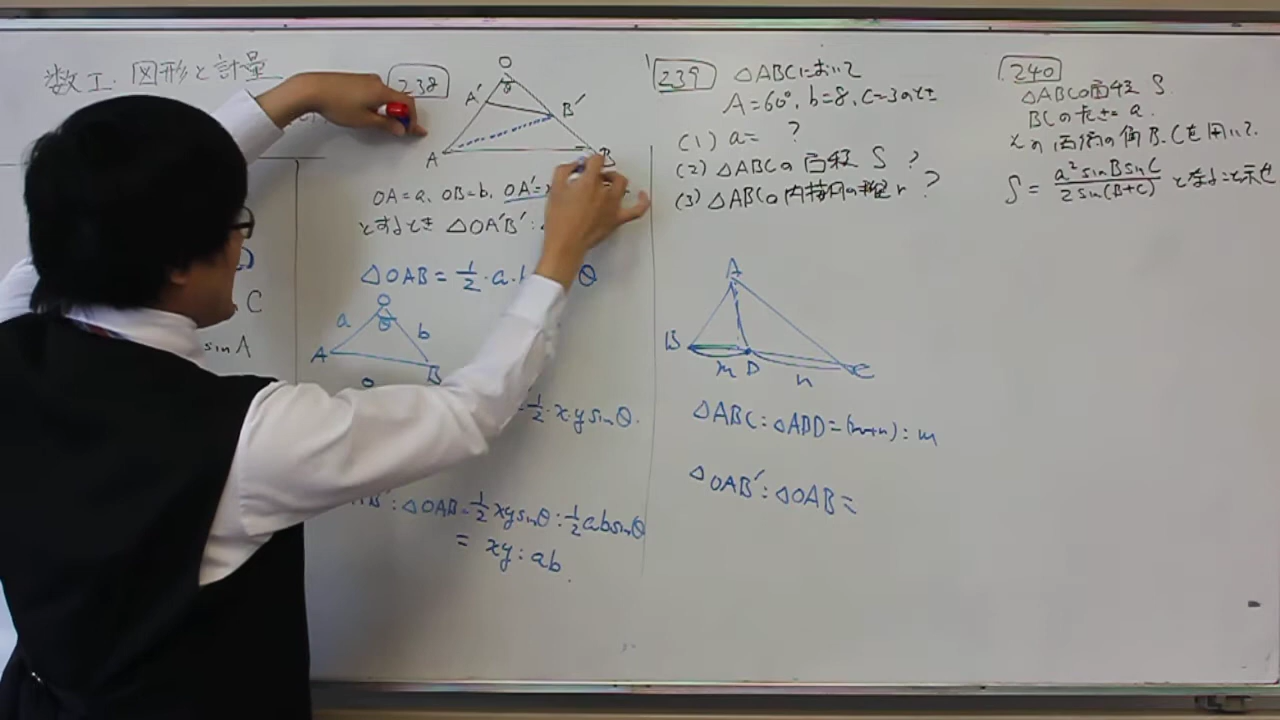 数I. 図形と計量
C
sin A
238
O
θ
A'
B'
A
B
OA=a, OB=b, OA'=
とするとき △OA'B':
△OAB = 1/2・a・ θ
O
θ
a
b
A
B
1/2・x・y sinθ.
B':△OAB=1/2 xy sinθ:1/2 ab sinθ
= xy:ab.
239
△ABCにおいて
A=60°, b=8, c=3のとき
(1) a= ?
(2) △ABCの面積 S ?
(3) △ABCの内接円の半径 r ?
A
B
m
D
n
C
△ABC:△ABD=(m+n):m
△OAB':△OAB=
240
△ABCの面積 S.
BCの長さ a.
その両端の角B,Cを用いて.
S = a² sin B sin C / 2 sin(B+C) となること示せ